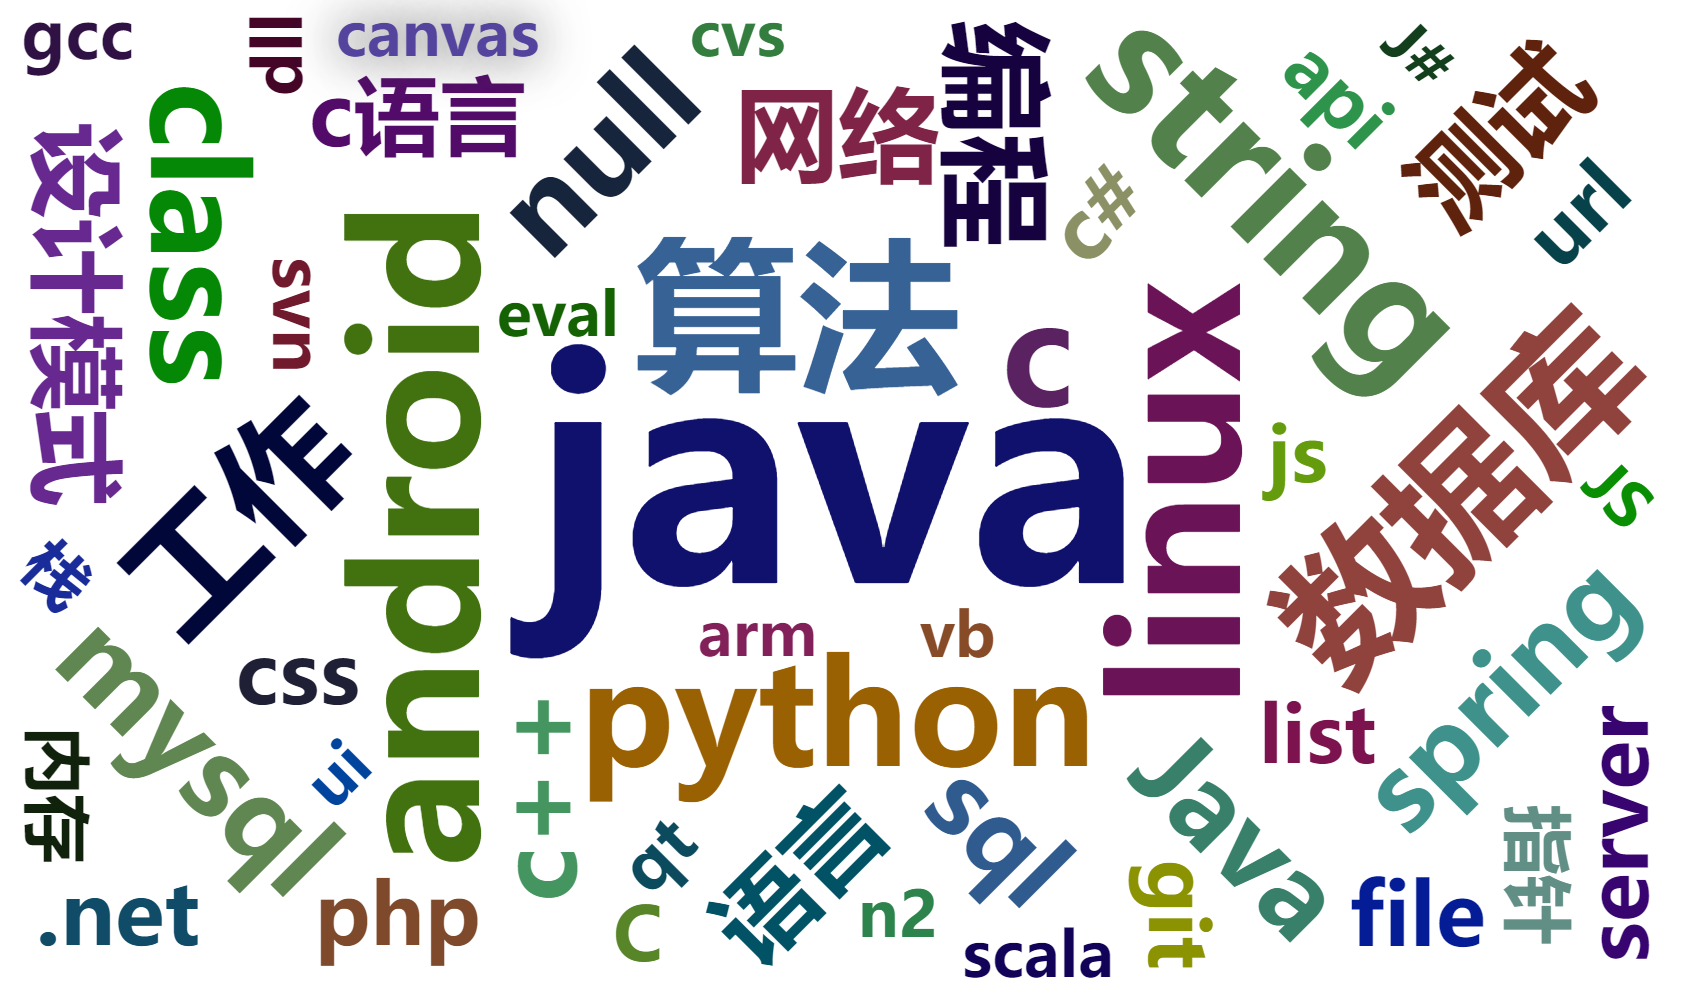 gcc
llp
canvas
cvs
编程
string
api
J#
测试
设计模式
class
c语言
null
网络
c#
url
svn
android
eval
算法
c
linux
数据库
工作
java
js
JS
栈
mysql
css
arm
vb
spring
内存
ui
c++
python
list
server
.net
php
qt
C
语言
n2
sql
scala
Java
git
file
指针